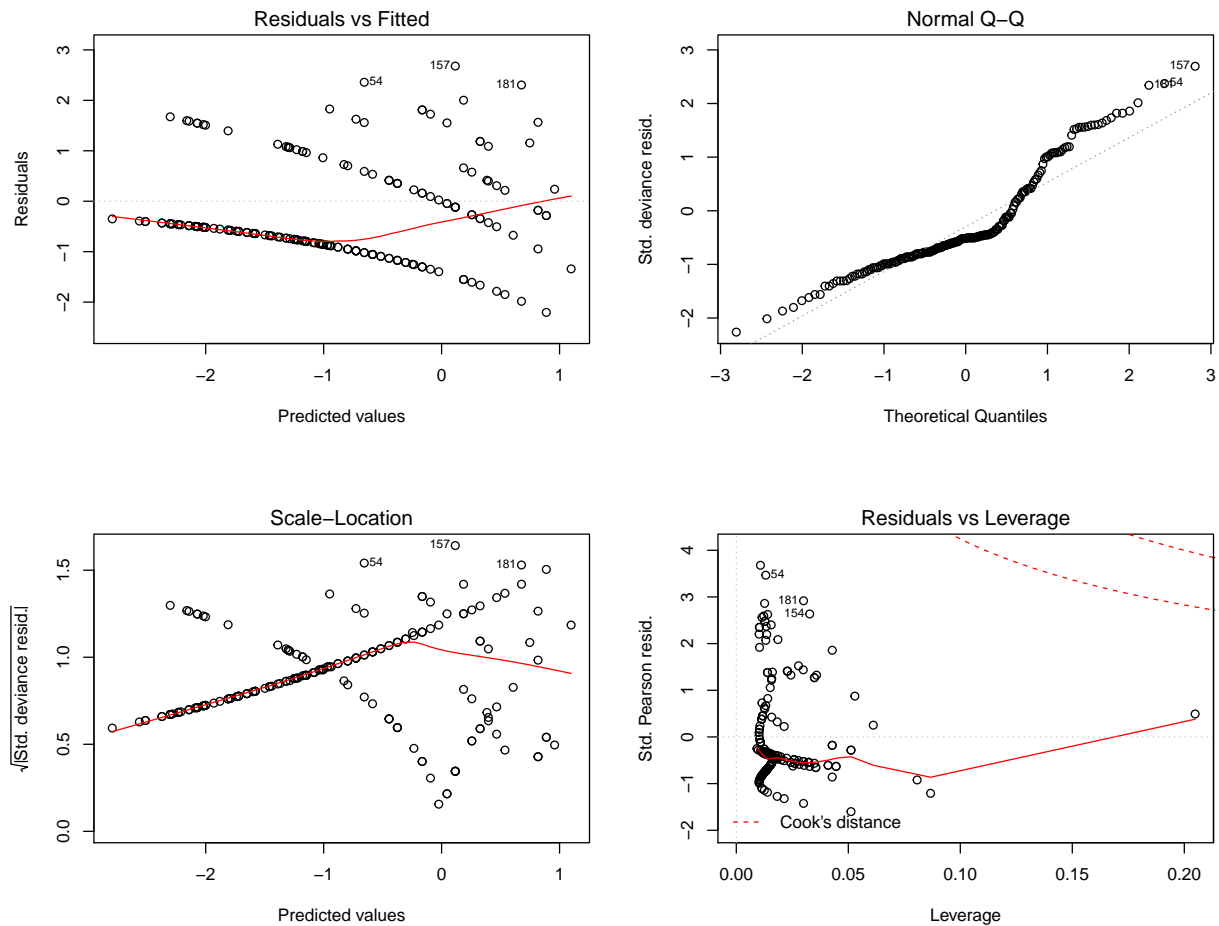 Residuals vs Fitted
Residuals
3
2
1
0
−1
−2
157
54
181
−2 −1 0 1
Predicted values
Normal Q−Q
Std. deviance resid.
3
2
1
0
−1
−2
157
54
181
−3 −2 −1 0 1 2 3
Theoretical Quantiles
Scale−Location
√|Std. deviance resid.|
1.5
1.0
0.5
0.0
157
54
181
−2 −1 0 1
Predicted values
Residuals vs Leverage
Std. Pearson resid.
4
3
2
1
0
−1
−2
54
181
154
Cook's distance
0.00 0.05 0.10 0.15 0.20
Leverage